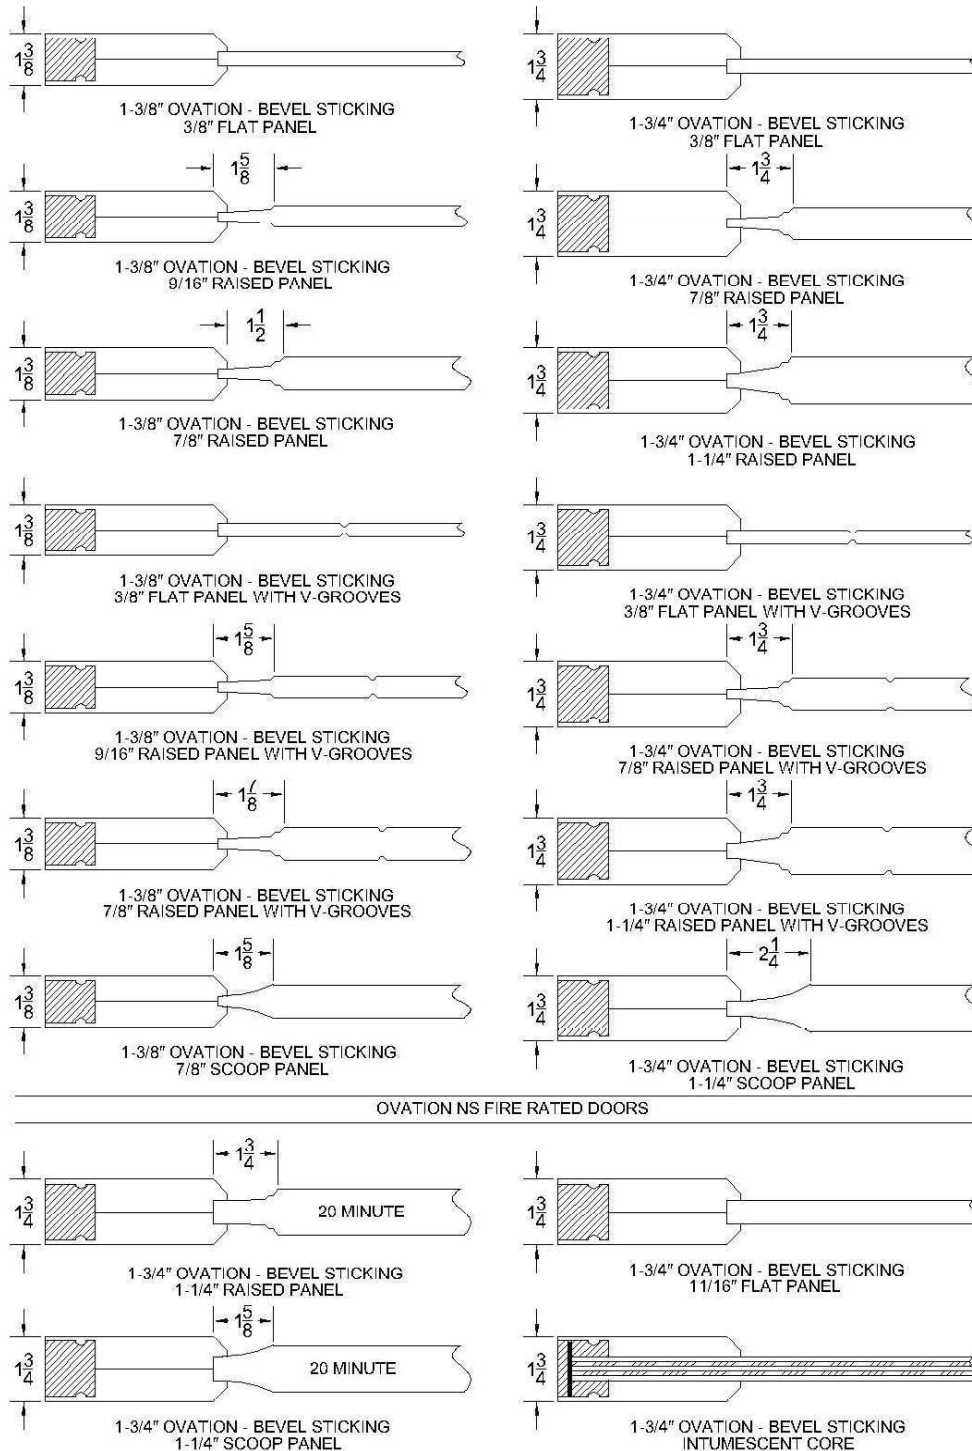 1 3/8
1-3/8" OVATION - BEVEL STICKING
3/8" FLAT PANEL
1 3/4
1-3/4" OVATION - BEVEL STICKING
3/8" FLAT PANEL
1 5/8
1 3/8
1-3/8" OVATION - BEVEL STICKING
9/16" RAISED PANEL
1 3/4
1 3/4
1-3/4" OVATION - BEVEL STICKING
7/8" RAISED PANEL
1 1/2
1 3/8
1-3/8" OVATION - BEVEL STICKING
7/8" RAISED PANEL
1 3/4
1 3/4
1-3/4" OVATION - BEVEL STICKING
1-1/4" RAISED PANEL
1 3/8
1-3/8" OVATION - BEVEL STICKING
3/8" FLAT PANEL WITH V-GROOVES
1 3/4
1-3/4" OVATION - BEVEL STICKING
3/8" FLAT PANEL WITH V-GROOVES
1 5/8
1 3/8
1-3/8" OVATION - BEVEL STICKING
9/16" RAISED PANEL WITH V-GROOVES
1 3/4
1 3/4
1-3/4" OVATION - BEVEL STICKING
7/8" RAISED PANEL WITH V-GROOVES
1 7/8
1 3/8
1-3/8" OVATION - BEVEL STICKING
7/8" RAISED PANEL WITH V-GROOVES
1 3/4
1 3/4
1-3/4" OVATION - BEVEL STICKING
1-1/4" RAISED PANEL WITH V-GROOVES
1 5/8
1 3/8
1-3/8" OVATION - BEVEL STICKING
7/8" SCOOP PANEL
2 1/4
1 3/4
1-3/4" OVATION - BEVEL STICKING
1-1/4" SCOOP PANEL
OVATION NS FIRE RATED DOORS
1 3/4
1 3/4
20 MINUTE
1-3/4" OVATION - BEVEL STICKING
1-1/4" RAISED PANEL
1 3/4
1-3/4" OVATION - BEVEL STICKING
11/16" FLAT PANEL
1 5/8
1 3/4
20 MINUTE
1-3/4" OVATION - BEVEL STICKING
1-1/4" SCOOP PANEL
1 3/4
1-3/4" OVATION - BEVEL STICKING
INTUMESCENT CORE